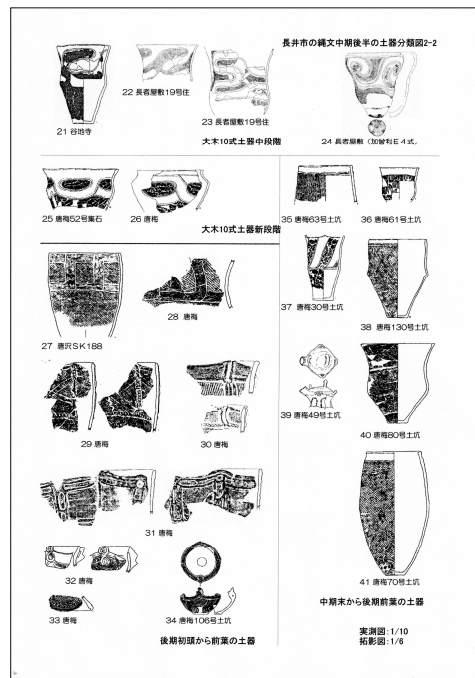 長井市の縄文中期後半の土器分類図2-2
21 谷地寺
22 長者屋敷19号住
23 長者屋敷19号住
24 長者屋敷(加曽利E4式)
大木10式土器中段階
25 唐梅52号集石
26 唐梅
大木10式土器新段階
35 唐梅63号土坑
36 唐梅61号土坑
27 唐沢SK188
28 唐梅
37 唐梅30号土坑
38 唐梅130号土坑
29 唐梅
30 唐梅
39 唐梅49号土坑
40 唐梅80号土坑
31 唐梅
32 唐梅
33 唐梅
34 唐梅106号土坑
41 唐梅70号土坑
後期初頭から前葉の土器
中期末から後期前葉の土器
実測図:1/10
拓影図:1/6